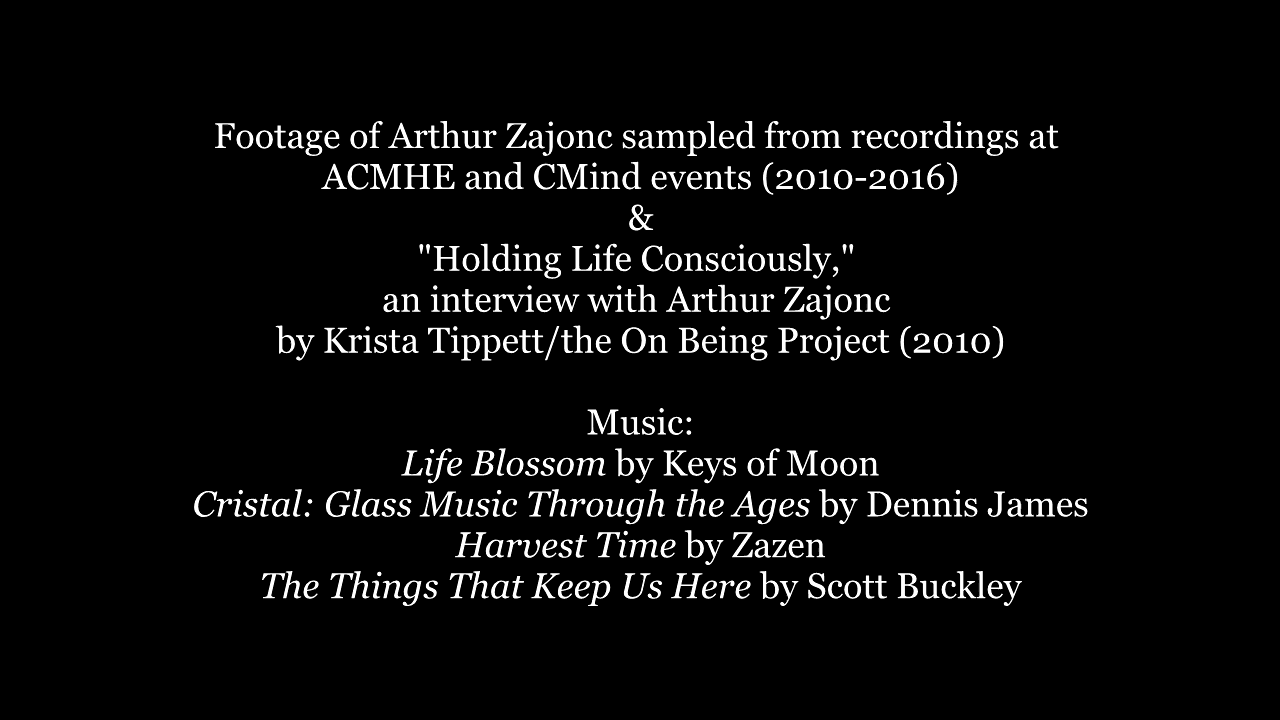 Footage of Arthur Zajonc sampled from recordings at
ACMHE and CMind events (2010-2016)
&
"Holding Life Consciously,"
an interview with Arthur Zajonc
by Krista Tippett/the On Being Project (2010)
Music:
Life Blossom by Keys of Moon
Cristal: Glass Music Through the Ages by Dennis James
Harvest Time by Zazen
The Things That Keep Us Here by Scott Buckley